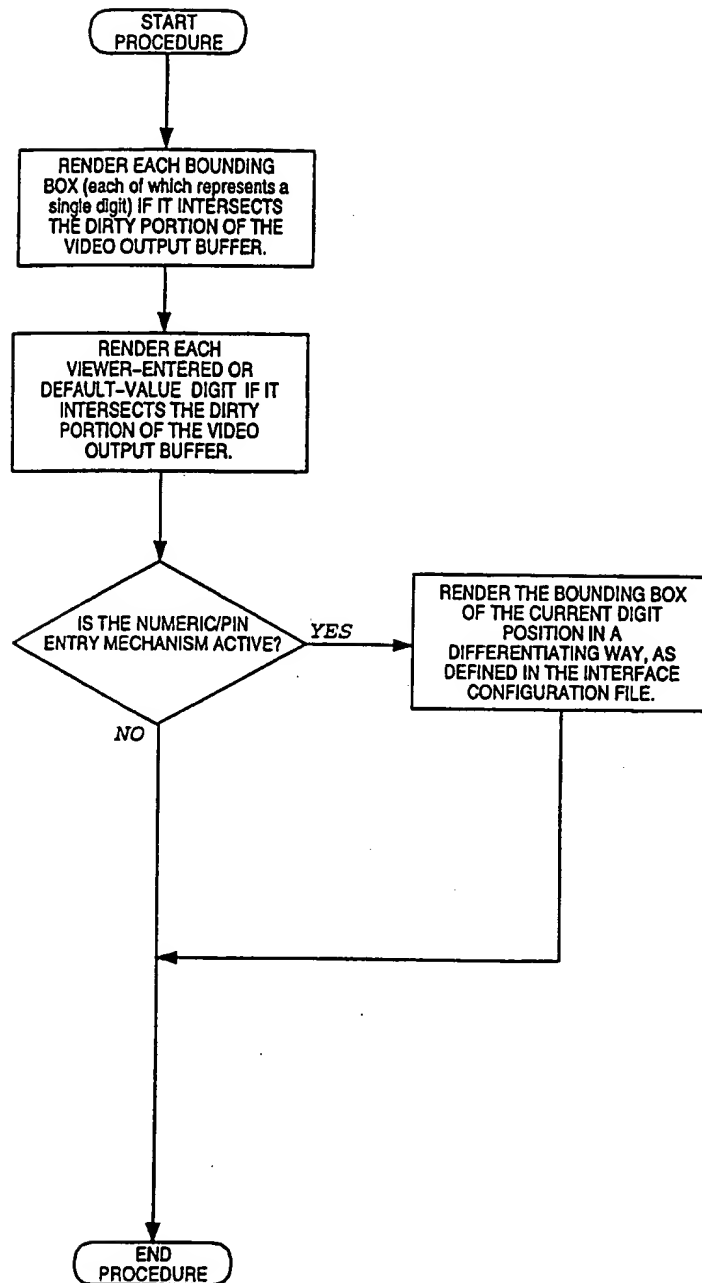 START
PROCEDURE
RENDER EACH BOUNDING
BOX (each of which represents a
single digit) IF IT INTERSECTS
THE DIRTY PORTION OF THE
VIDEO OUTPUT BUFFER.
RENDER EACH
VIEWER-ENTERED OR
DEFAULT-VALUE DIGIT IF IT
INTERSECTS THE DIRTY
PORTION OF THE VIDEO
OUTPUT BUFFER.
IS THE NUMERIC/PIN
ENTRY MECHANISM ACTIVE?
YES
RENDER THE BOUNDING BOX
OF THE CURRENT DIGIT
POSITION IN A
DIFFERENTIATING WAY, AS
DEFINED IN THE INTERFACE
CONFIGURATION FILE.
NO
END
PROCEDURE